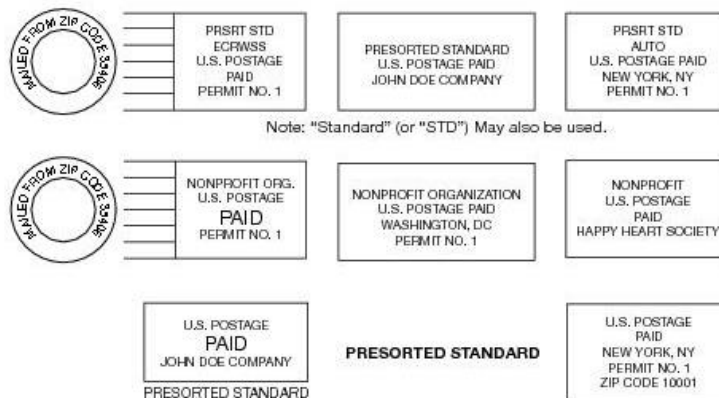 MAILED FROM ZIP CODE 35406
PRSRT STD
ECRWSS
U.S. POSTAGE
PAID
PERMIT NO. 1
PRESORTED STANDARD
U.S. POSTAGE PAID
JOHN DOE COMPANY
PRSRT STD
AUTO
U.S. POSTAGE PAID
NEW YORK, NY
PERMIT NO. 1
Note: “Standard” (or “STD”) May also be used.
MAILED FROM ZIP CODE 35406
NONPROFIT ORG.
U.S. POSTAGE
PAID
PERMIT NO. 1
NONPROFIT ORGANIZATION
U.S. POSTAGE PAID
WASHINGTON, DC
PERMIT NO. 1
NONPROFIT
U.S. POSTAGE
PAID
HAPPY HEART SOCIETY
U.S. POSTAGE
PAID
JOHN DOE COMPANY
PRESORTED STANDARD
PRESORTED STANDARD
U.S. POSTAGE
PAID
NEW YORK, NY
PERMIT NO. 1
ZIP CODE 10001